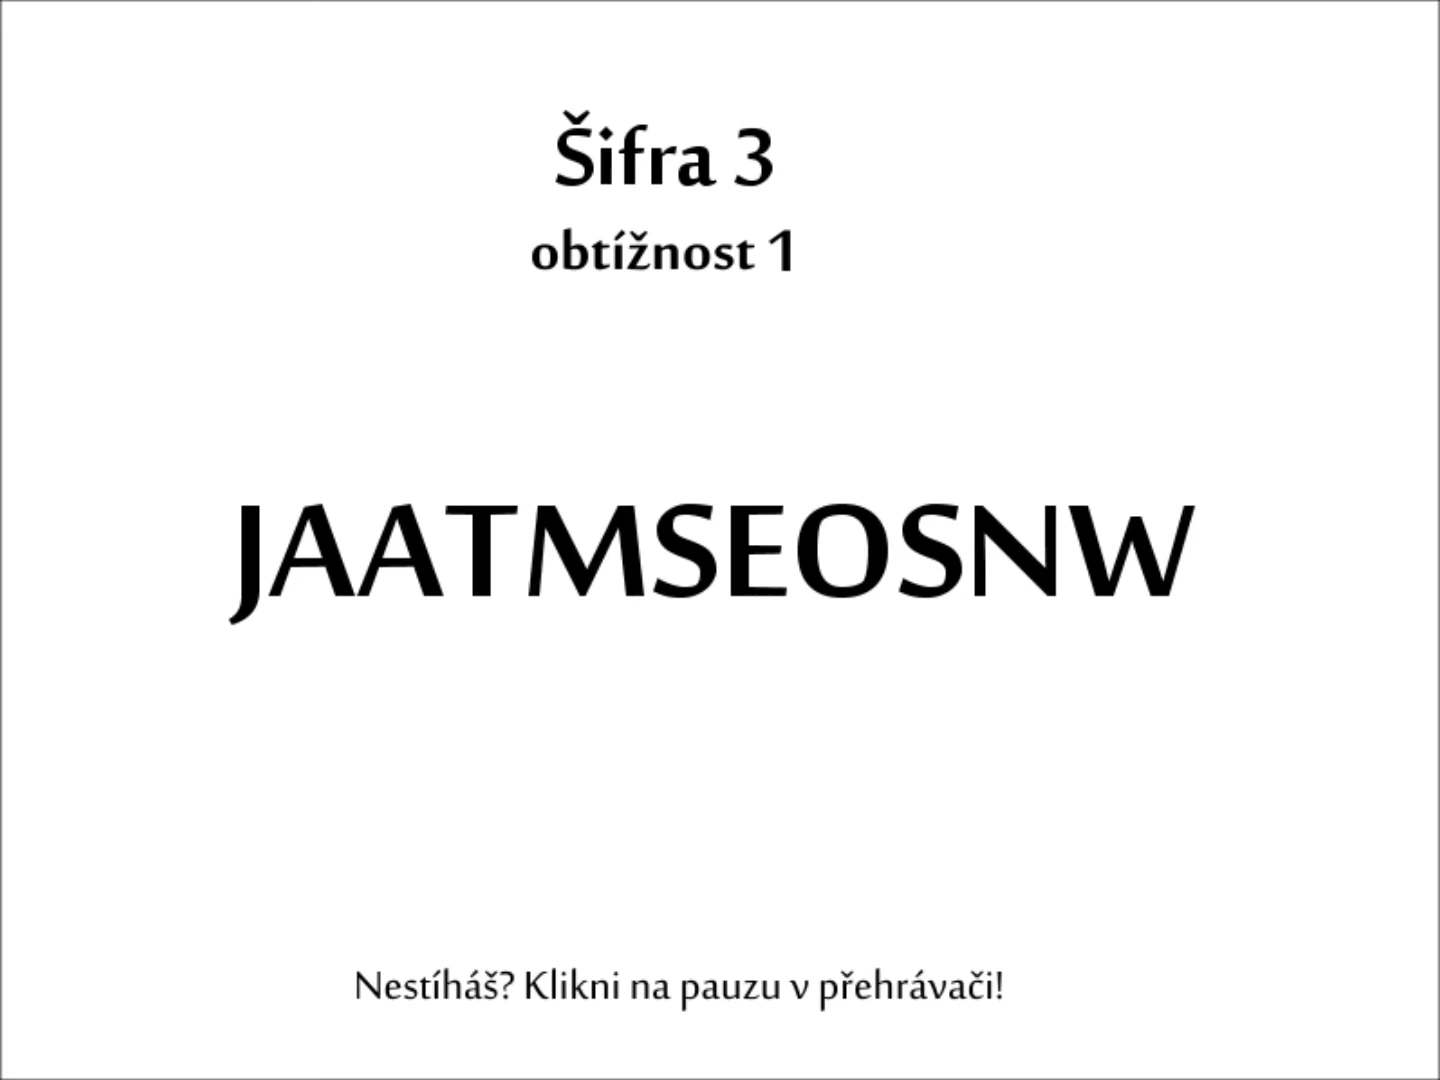 Šifra 3
obtížnost 1
JAATMSEOSNW
Nestíháš? Klikni na pauzu v přehrávači!